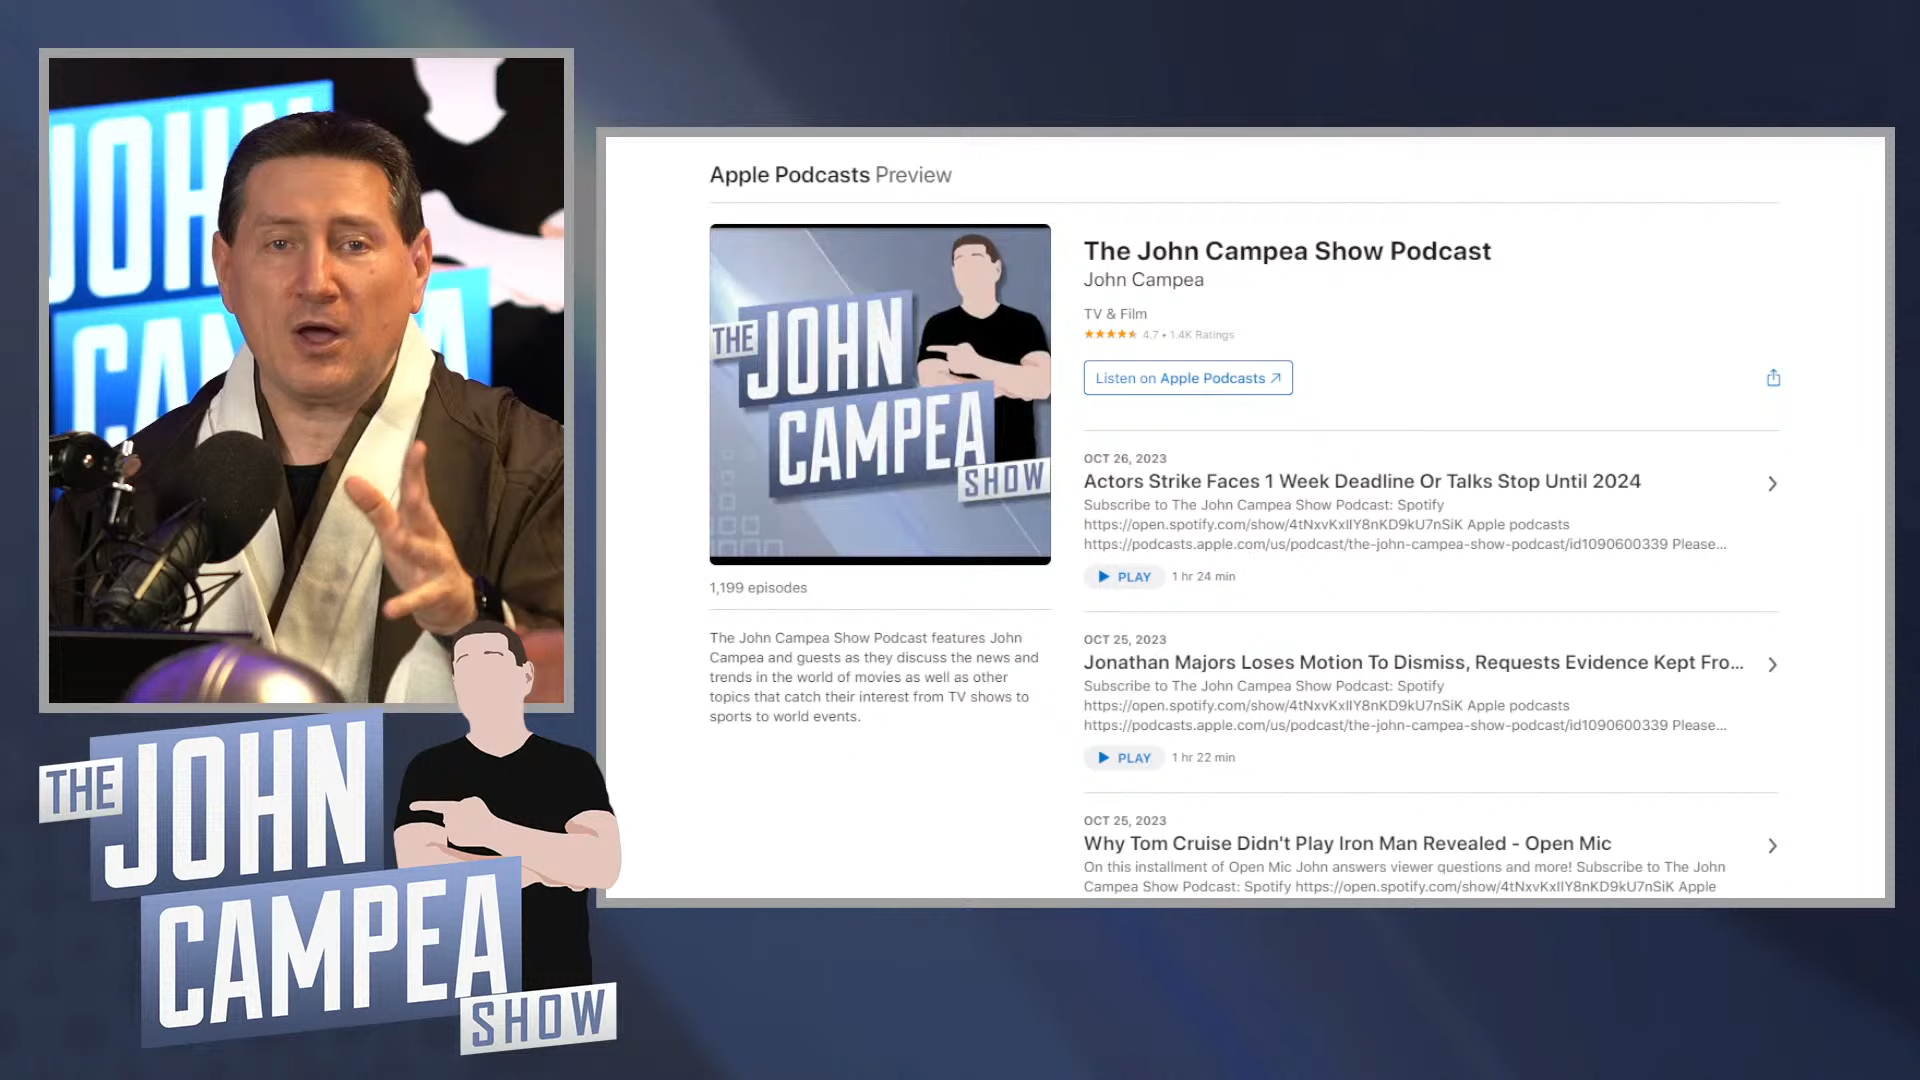 JOHN
CA
A
THE
JOHN
CAMPEA
SHOW
Apple Podcasts Preview
THE
JOHN
CAMPEA
SHOW
1,199 episodes
The John Campea Show Podcast features John
Campea and guests as they discuss the news and
trends in the world of movies as well as other
topics that catch their interest from TV shows to
sports to world events.
The John Campea Show Podcast
John Campea
TV & Film
4.7 • 1.4K Ratings
Listen on Apple Podcasts ↗
OCT 26, 2023
Actors Strike Faces 1 Week Deadline Or Talks Stop Until 2024
Subscribe to The John Campea Show Podcast: Spotify
https://open.spotify.com/show/4tNxvKxIlY8nKD9kU7nSiK Apple podcasts
https://podcasts.apple.com/us/podcast/the-john-campea-show-podcast/id1090600339 Please...
PLAY 1 hr 24 min
OCT 25, 2023
Jonathan Majors Loses Motion To Dismiss, Requests Evidence Kept Fro...
Subscribe to The John Campea Show Podcast: Spotify
https://open.spotify.com/show/4tNxvKxIlY8nKD9kU7nSiK Apple podcasts
https://podcasts.apple.com/us/podcast/the-john-campea-show-podcast/id1090600339 Please...
PLAY 1 hr 22 min
OCT 25, 2023
Why Tom Cruise Didn't Play Iron Man Revealed - Open Mic
On this installment of Open Mic John answers viewer questions and more! Subscribe to The John
Campea Show Podcast: Spotify https://open.spotify.com/show/4tNxvKxIlY8nKD9kU7nSiK Apple